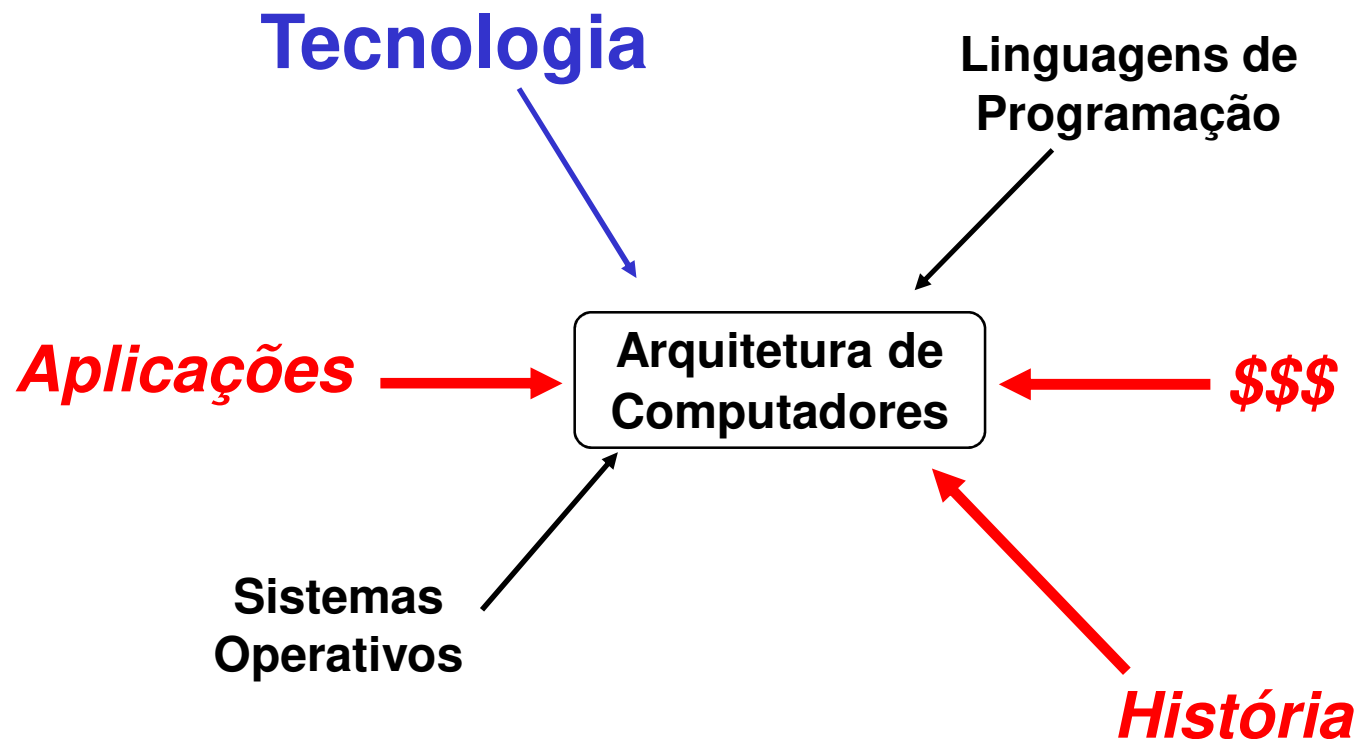 Tecnologia
Linguagens de
Programação
Aplicações
Arquitetura de
Computadores
$$$
Sistemas
Operativos
História